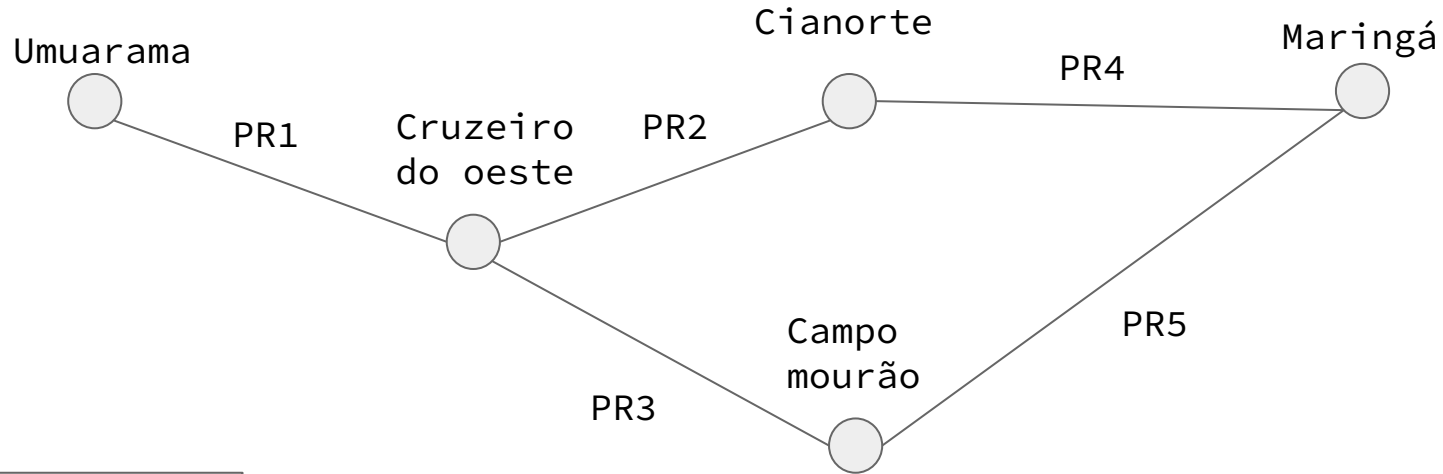 Cianorte
Maringá
Umuarama
PR4
Cruzeiro
do oeste
PR2
PR1
Campo
mourão
PR5
PR3